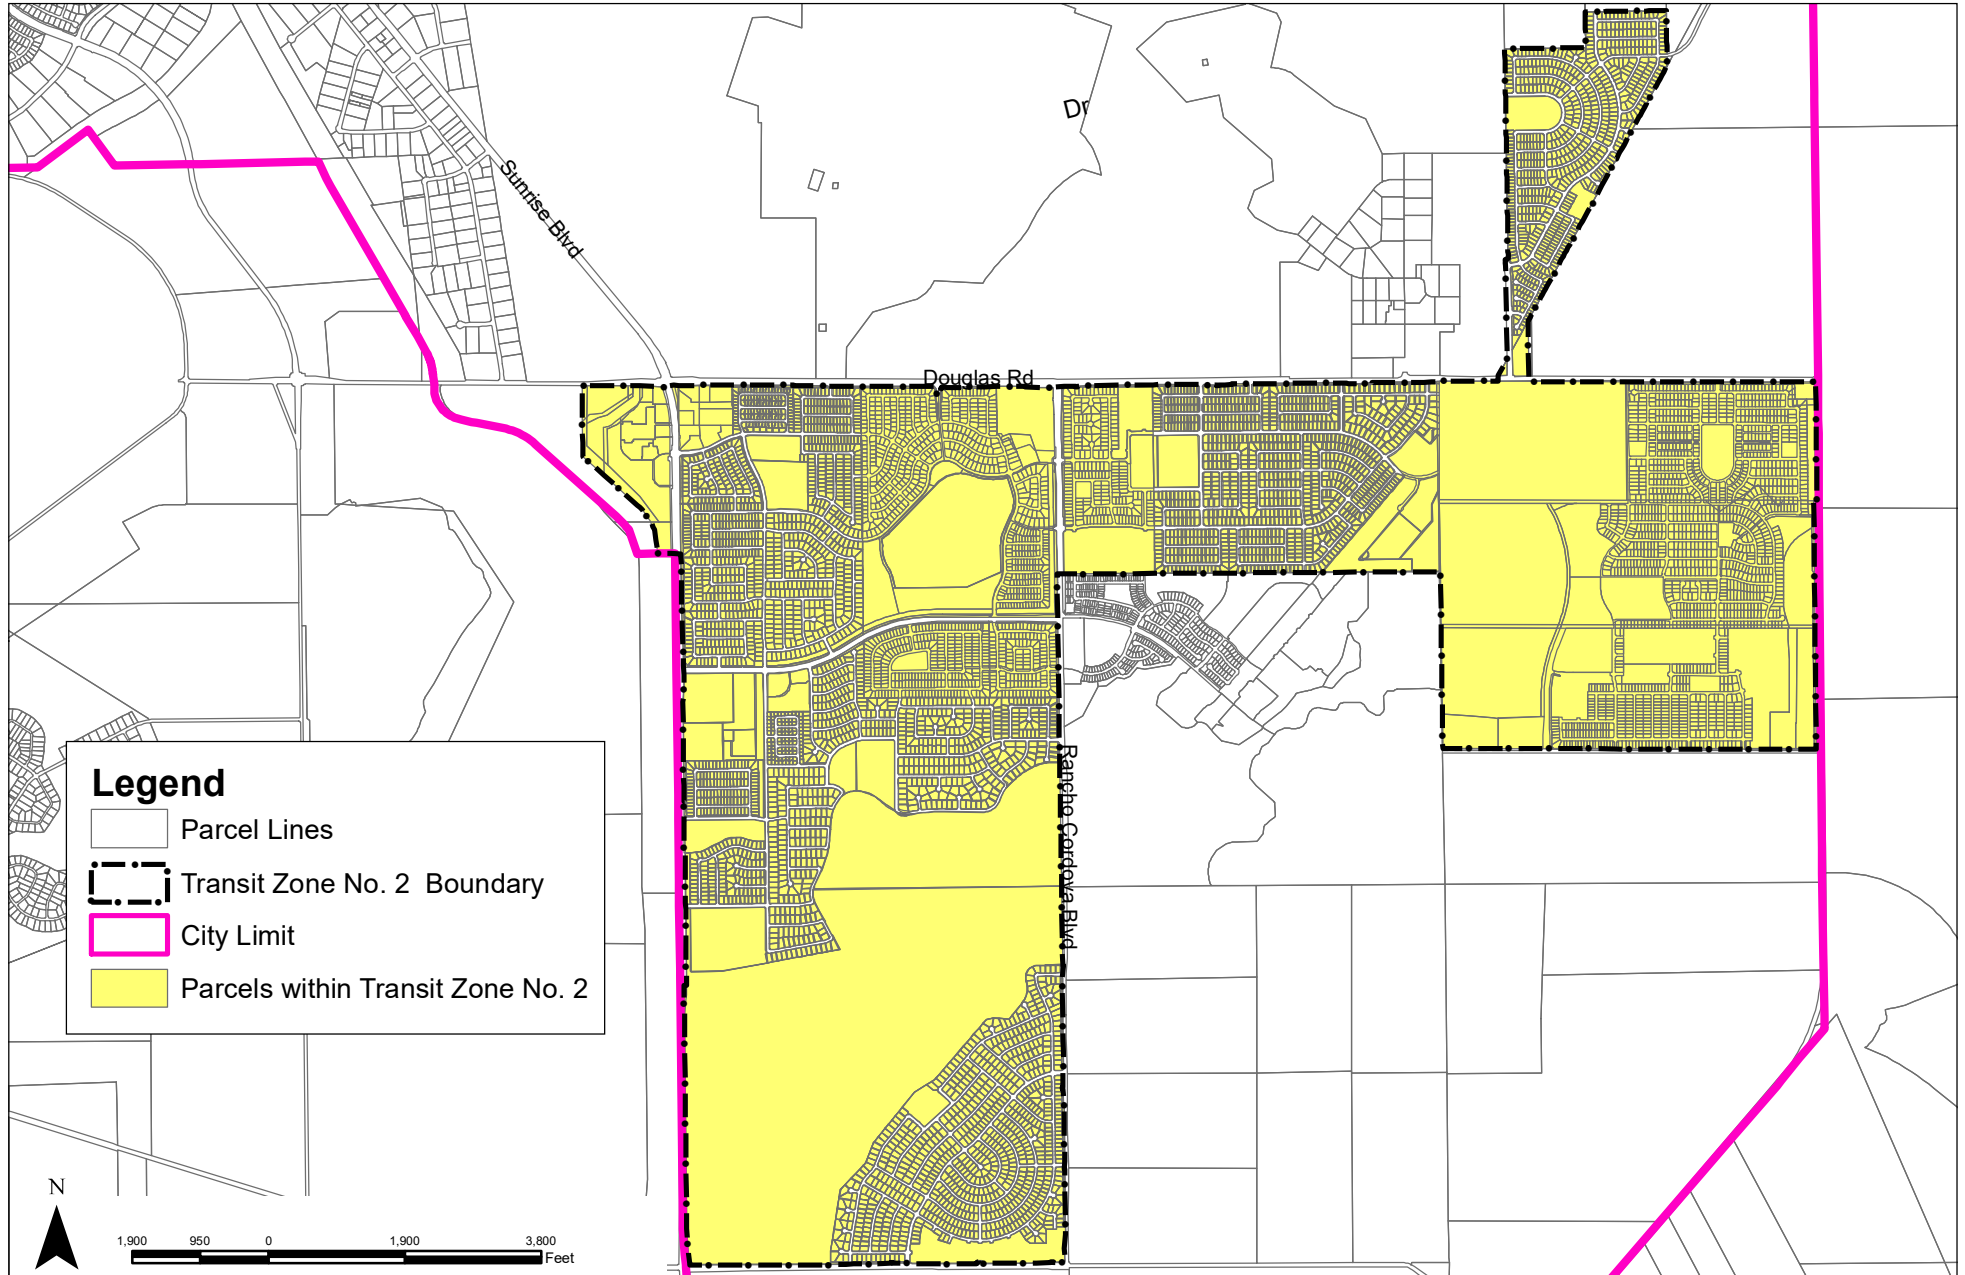 Dr
Sunrise Blvd
Douglas Rd
Rancho Cordova Blvd
Legend
Parcel Lines
Transit Zone No. 2 Boundary
City Limit
Parcels within Transit Zone No. 2
N
1,900 950 0 1,900 3,800
Feet